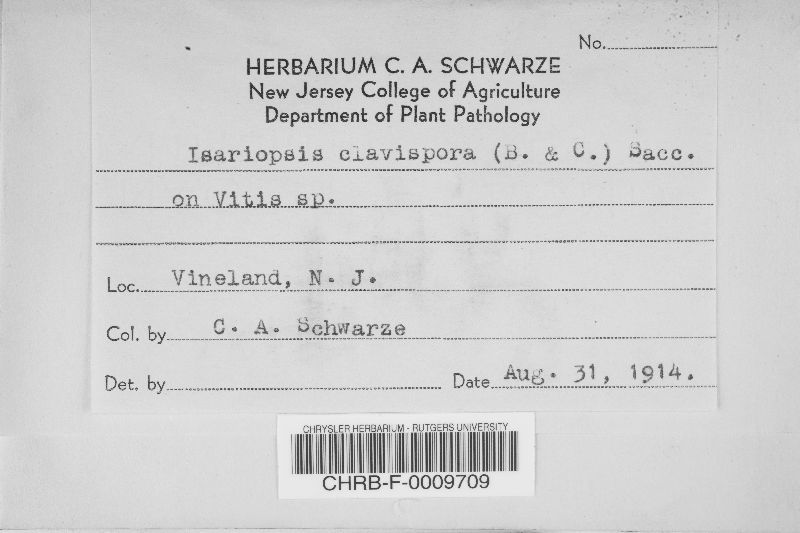 No.
HERBARIUM C. A. SCHWARZE
New Jersey College of Agriculture
Department of Plant Pathology
Isariopsis clavispora (B. & C.) Sacc.
on Vitis sp.
Loc. Vineland, N. J.
Col. by C. A. Schwarze
Det. by Date Aug. 31, 1914.
CHRYSLER HERBARIUM - RUTGERS UNIVERSITY
CHRB-F-0009709